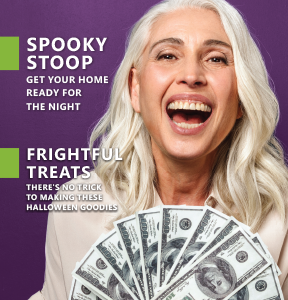 SPOOKY
STOOP
GET YOUR HOME
READY FOR
THE NIGHT
FRIGHTFUL
TREATS
THERE'S NO TRICK
TO MAKING THESE
HALLOWEEN GOODIES